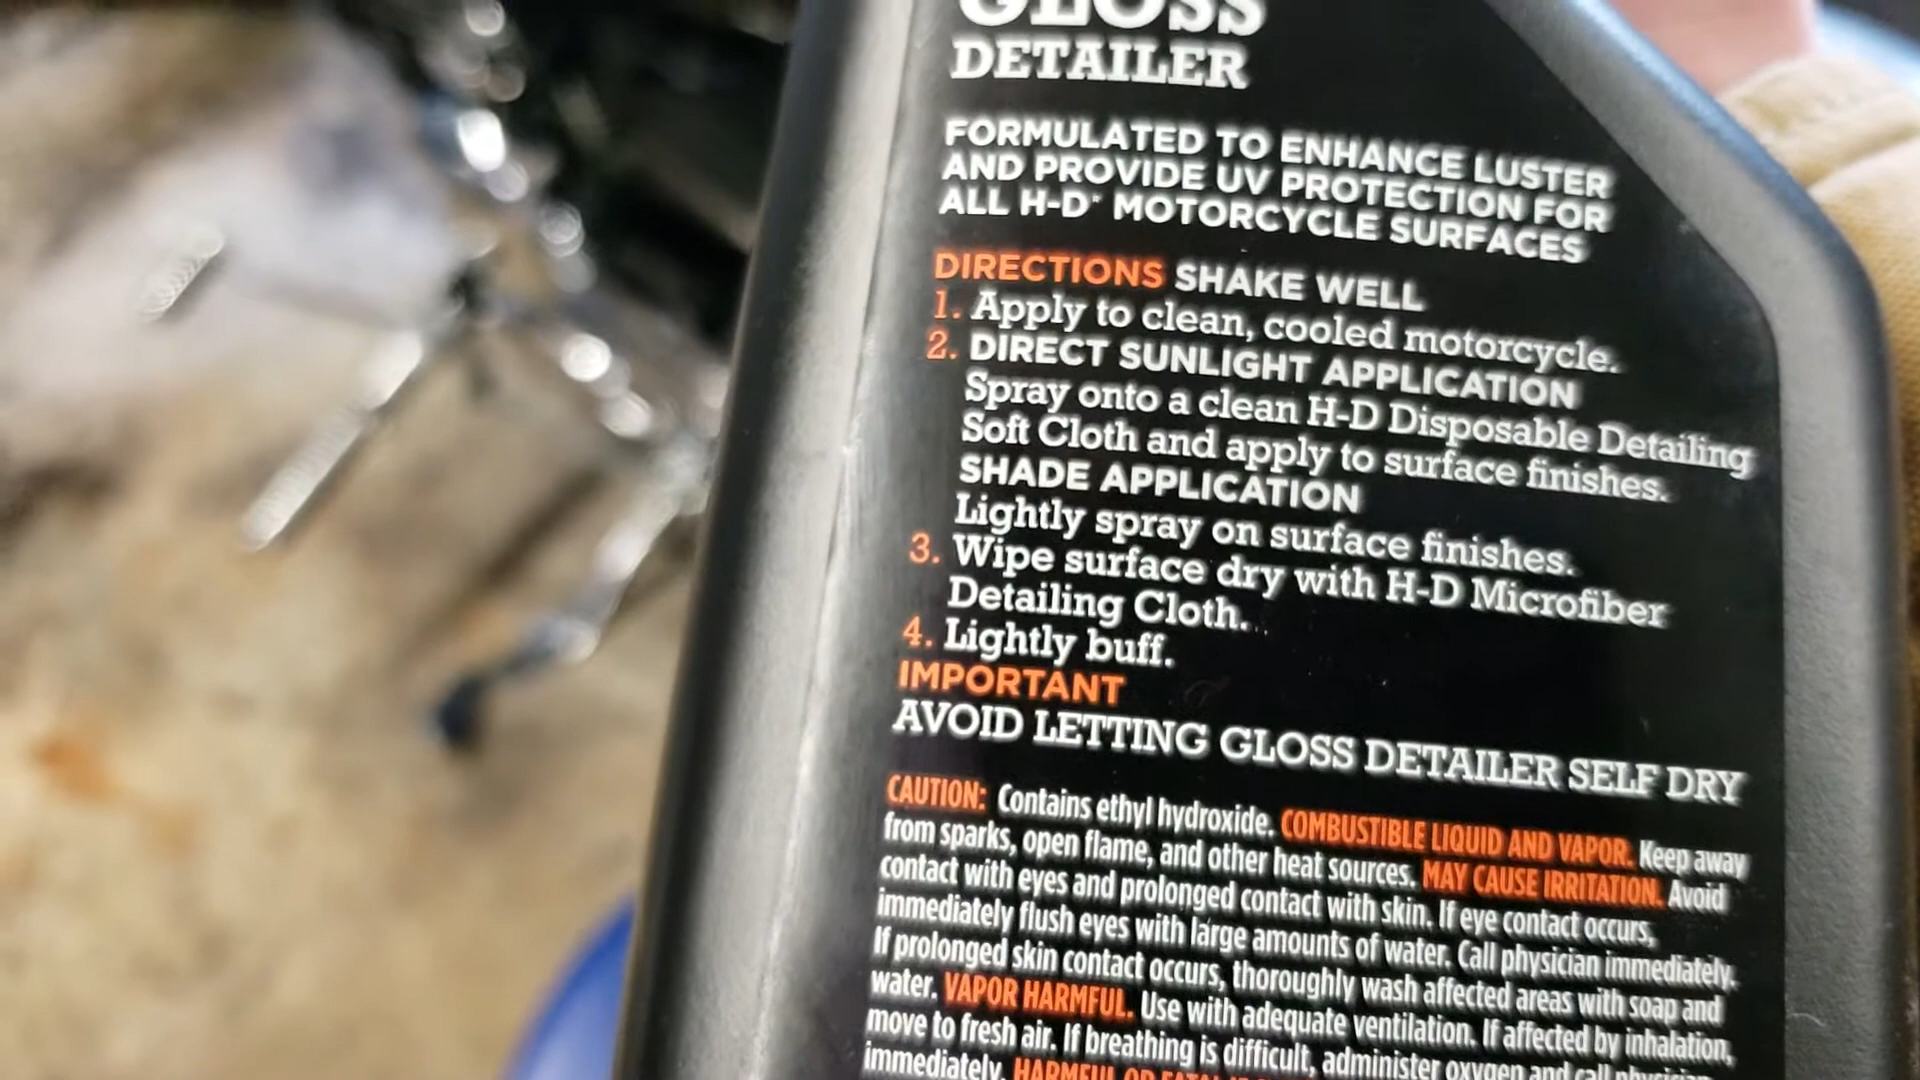 GLOSS
DETAILER
FORMULATED TO ENHANCE LUSTER
AND PROVIDE UV PROTECTION FOR
ALL H-D® MOTORCYCLE SURFACES
DIRECTIONS SHAKE WELL
1. Apply to clean, cooled motorcycle.
2. DIRECT SUNLIGHT APPLICATION
Spray onto a clean H-D Disposable Detailing
Soft Cloth and apply to surface finishes.
SHADE APPLICATION
Lightly spray on surface finishes.
3. Wipe surface dry with H-D Microfiber
Detailing Cloth.
4. Lightly buff.
IMPORTANT
AVOID LETTING GLOSS DETAILER SELF DRY
CAUTION: Contains ethyl hydroxide. COMBUSTIBLE LIQUID AND VAPOR. Keep away
from sparks, open flame, and other heat sources. MAY CAUSE IRRITATION. Avoid
contact with eyes and prolonged contact with skin. If eye contact occurs,
immediately flush eyes with large amounts of water. Call physician immediately.
If prolonged skin contact occurs, thoroughly wash affected areas with soap and
water. VAPOR HARMFUL. Use with adequate ventilation. If affected by inhalation,
move to fresh air. If breathing is difficult, administer oxygen and call physician
immediately. HARMFUL OR FATAL IF